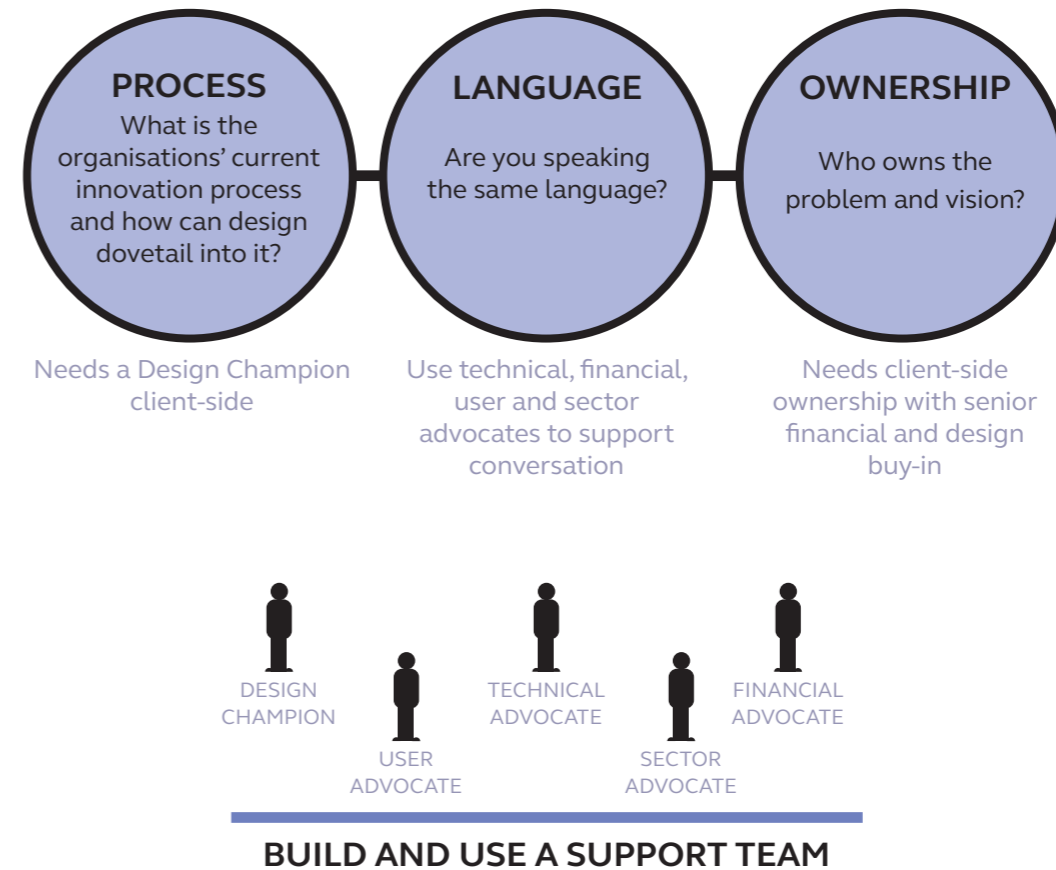 PROCESS
What is the
organisations’ current
innovation process
and how can design
dovetail into it?
LANGUAGE
Are you speaking
the same language?
OWNERSHIP
Who owns the
problem and vision?
Needs a Design Champion
client-side
Use technical, financial,
user and sector
advocates to support
conversation
Needs client-side
ownership with senior
financial and design
buy-in
DESIGN
CHAMPION
USER
ADVOCATE
TECHNICAL
ADVOCATE
SECTOR
ADVOCATE
FINANCIAL
ADVOCATE
BUILD AND USE A SUPPORT TEAM